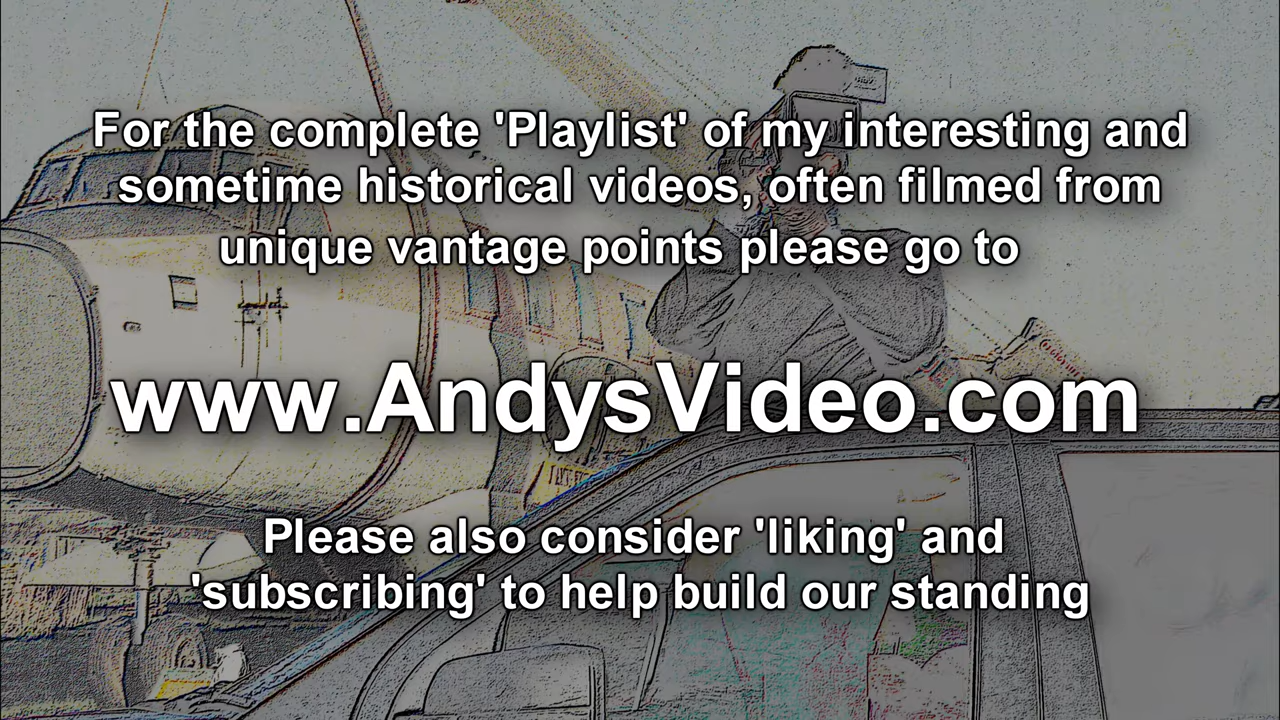 For the complete 'Playlist' of my interesting and
sometime historical videos, often filmed from
unique vantage points please go to
www.AndysVideo.com
Please also consider 'liking' and
'subscribing' to help build our standing